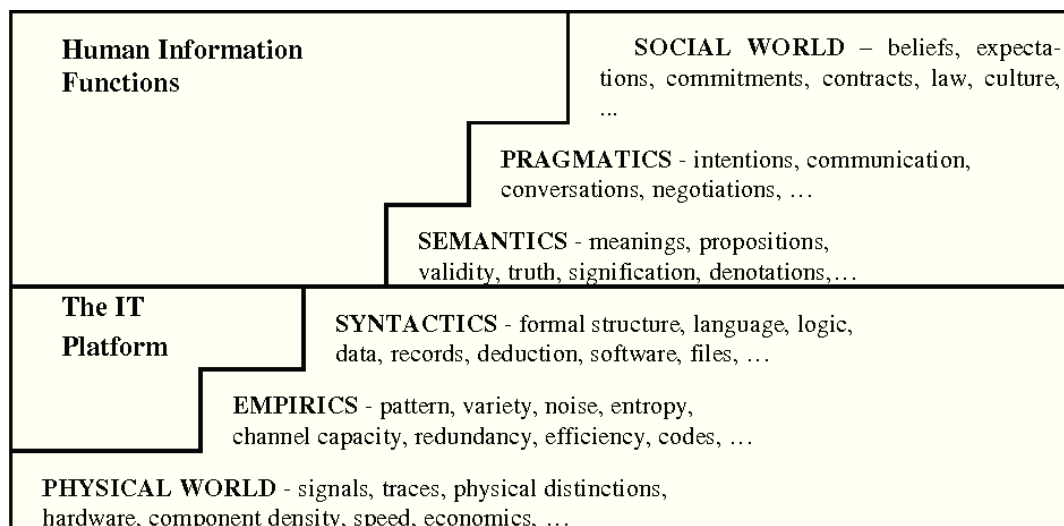 Human Information
Functions
SOCIAL WORLD – beliefs, expecta-
tions, commitments, contracts, law, culture,
...
PRAGMATICS - intentions, communication,
conversations, negotiations, …
SEMANTICS - meanings, propositions,
validity, truth, signification, denotations,…
The IT
Platform
SYNTACTICS - formal structure, language, logic,
data, records, deduction, software, files, …
EMPIRICS - pattern, variety, noise, entropy,
channel capacity, redundancy, efficiency, codes, …
PHYSICAL WORLD - signals, traces, physical distinctions,
hardware, component density, speed, economics, …